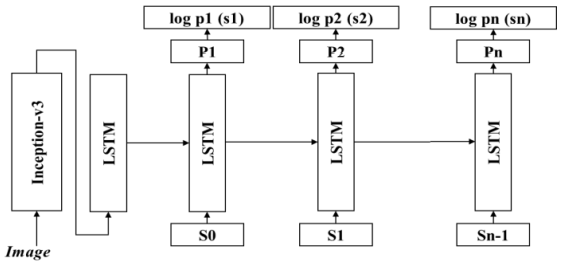 log p1 (s1)
log p2 (s2)
log pn (sn)
P1
P2
Pn
Inception-v3
LSTM
LSTM
LSTM
LSTM
S0
S1
Sn-1
Image